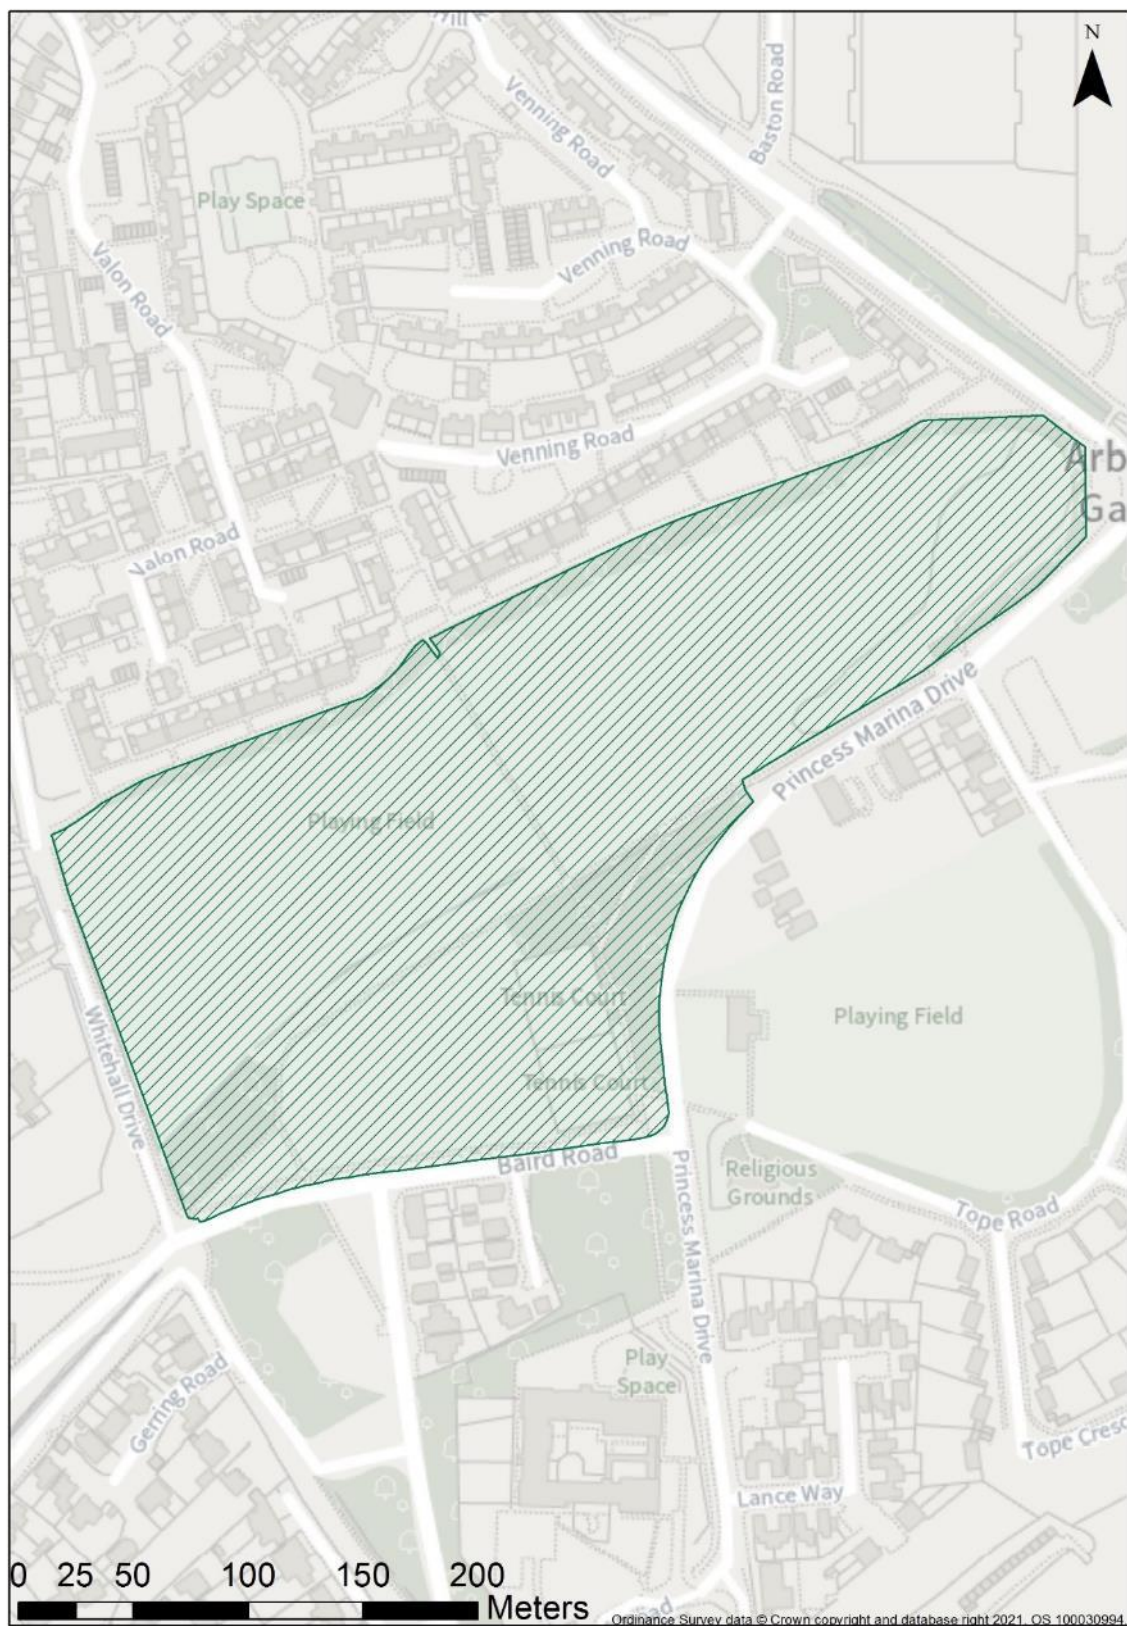 N
Venning Road
Baston Road
Play Space
Valon Road
Venning Road
Venning Road
Arb
Ga
Valon Road
Princess Marina Drive
Playing Field
Tennis Court
Playing Field
Whitehall Drive
Tennis Court
Baird Road
Religious
Grounds
Princess Marina Drive
Tope Road
Play
Space
Gerring Road
Tope Cresc
Lance Way
0 25 50 100 150 200
Meters
Ordinance Survey data © Crown copyright and database right 2021. OS 100030994